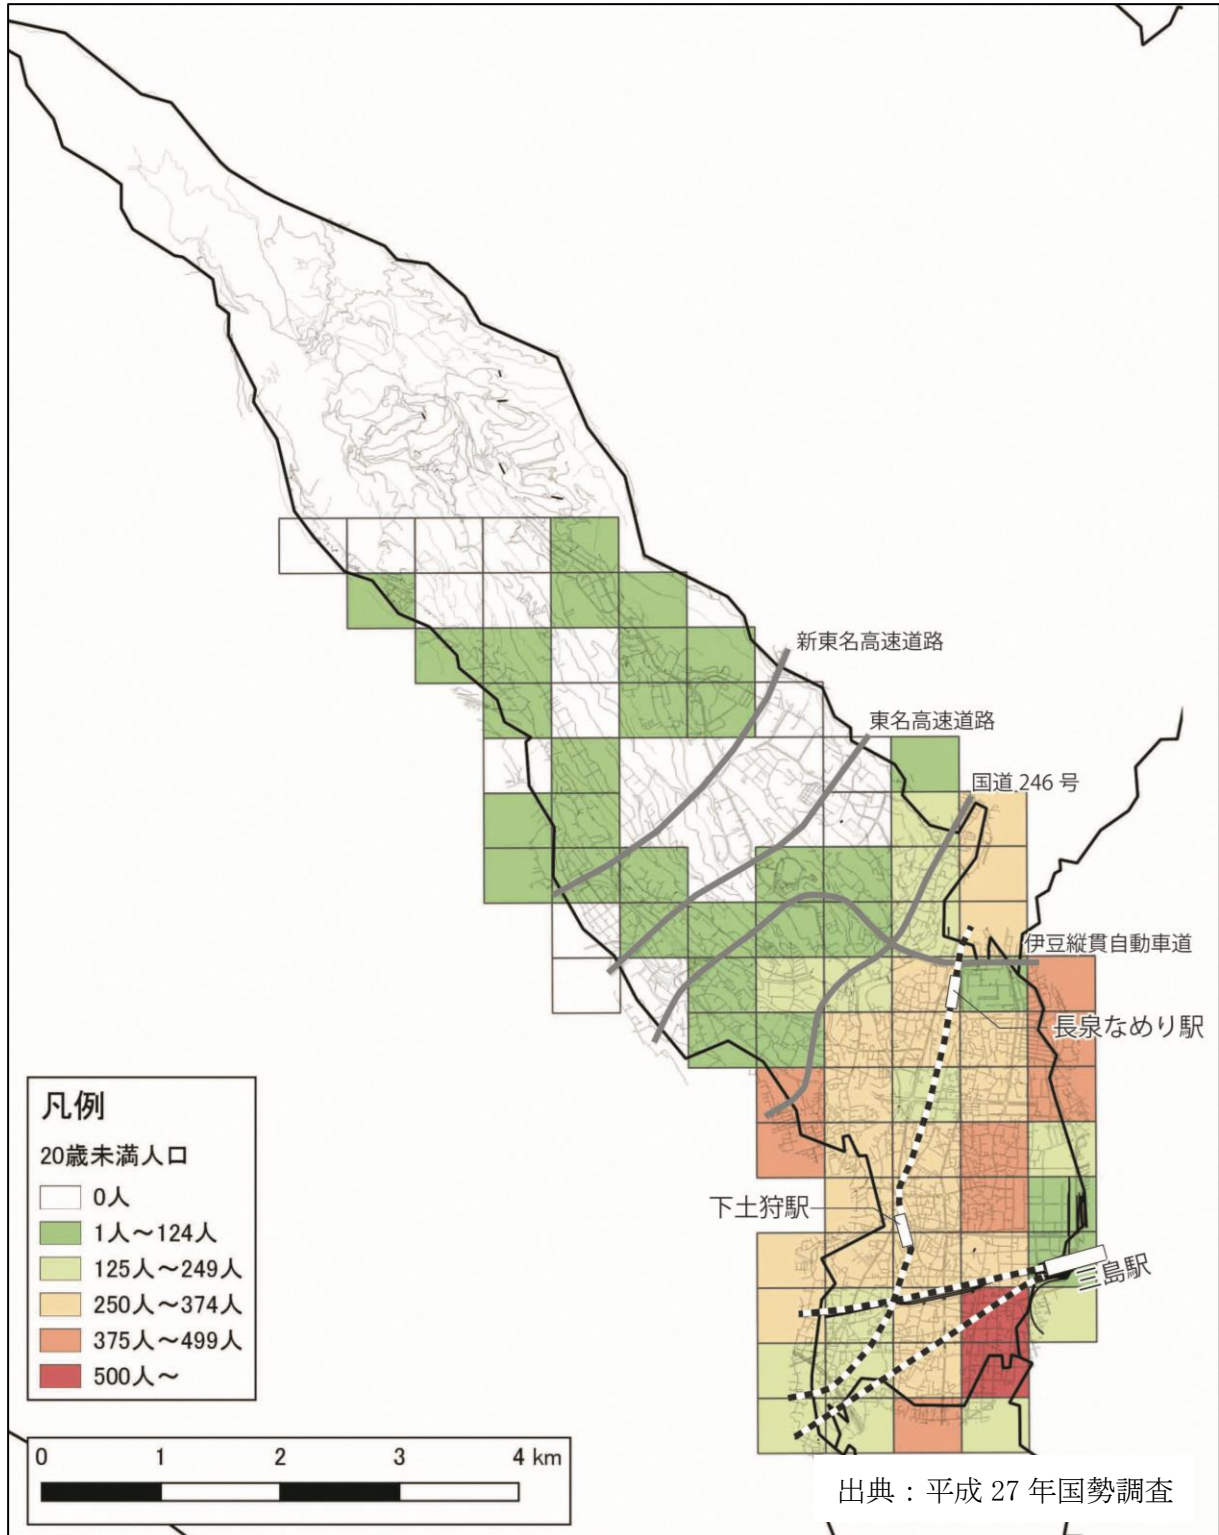 新東名高速道路
東名高速道路
国道 246 号
伊豆縦貫自動車道
長泉なめり駅
下土狩駅
三島駅
凡例
20歳未満人口
0人
1人～124人
125人～249人
250人～374人
375人～499人
500人～
0 1 2 3 4 km
出典：平成 27 年国勢調査